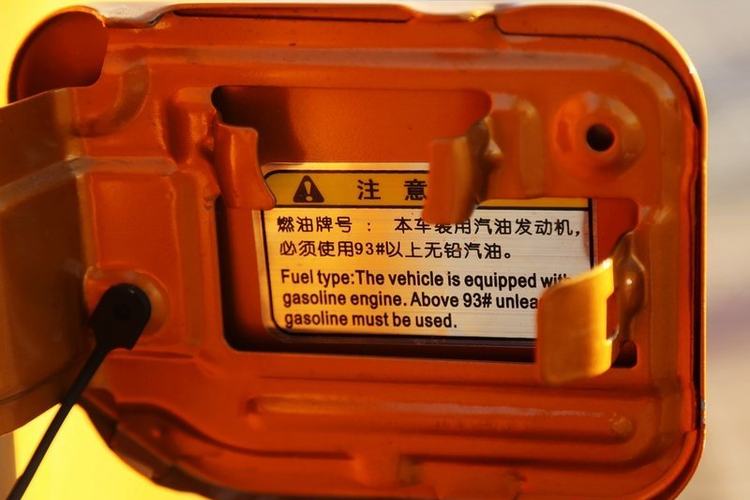 注 意
燃油牌号 ： 本车装用汽油发动机，
必须使用93#以上无铅汽油。
Fuel type:The vehicle is equipped with
gasoline engine. Above 93#
gasoline must be used.